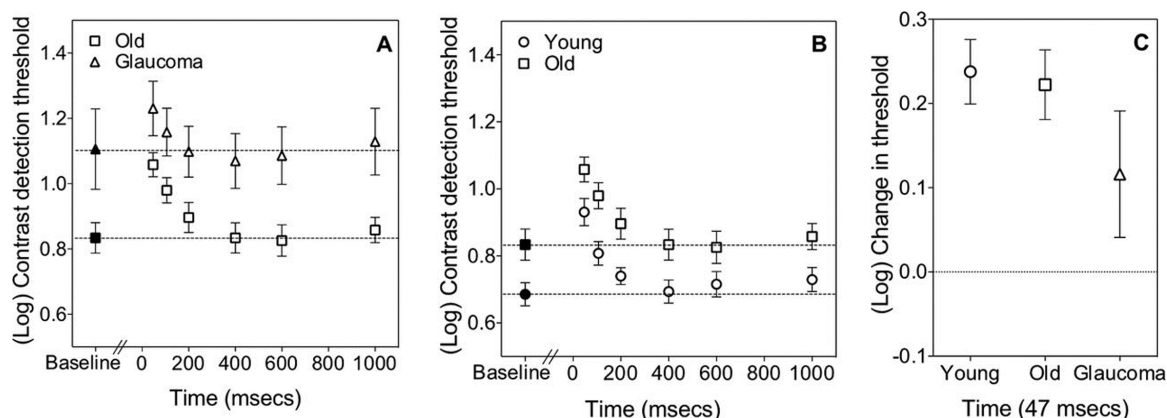 A
Old
Glaucoma
(Log) Contrast detection threshold
1.4
1.2
1.0
0.8
0.6
Baseline 0 200 400 600 800 1000
Time (msecs)
B
Young
Old
(Log) Contrast detection threshold
1.4
1.2
1.0
0.8
0.6
Baseline 0 200 400 600 800 1000
Time (msecs)
C
(Log) Change in threshold
0.3
0.2
0.1
0.0
-0.1
Young Old Glaucoma
Time (47 msecs)